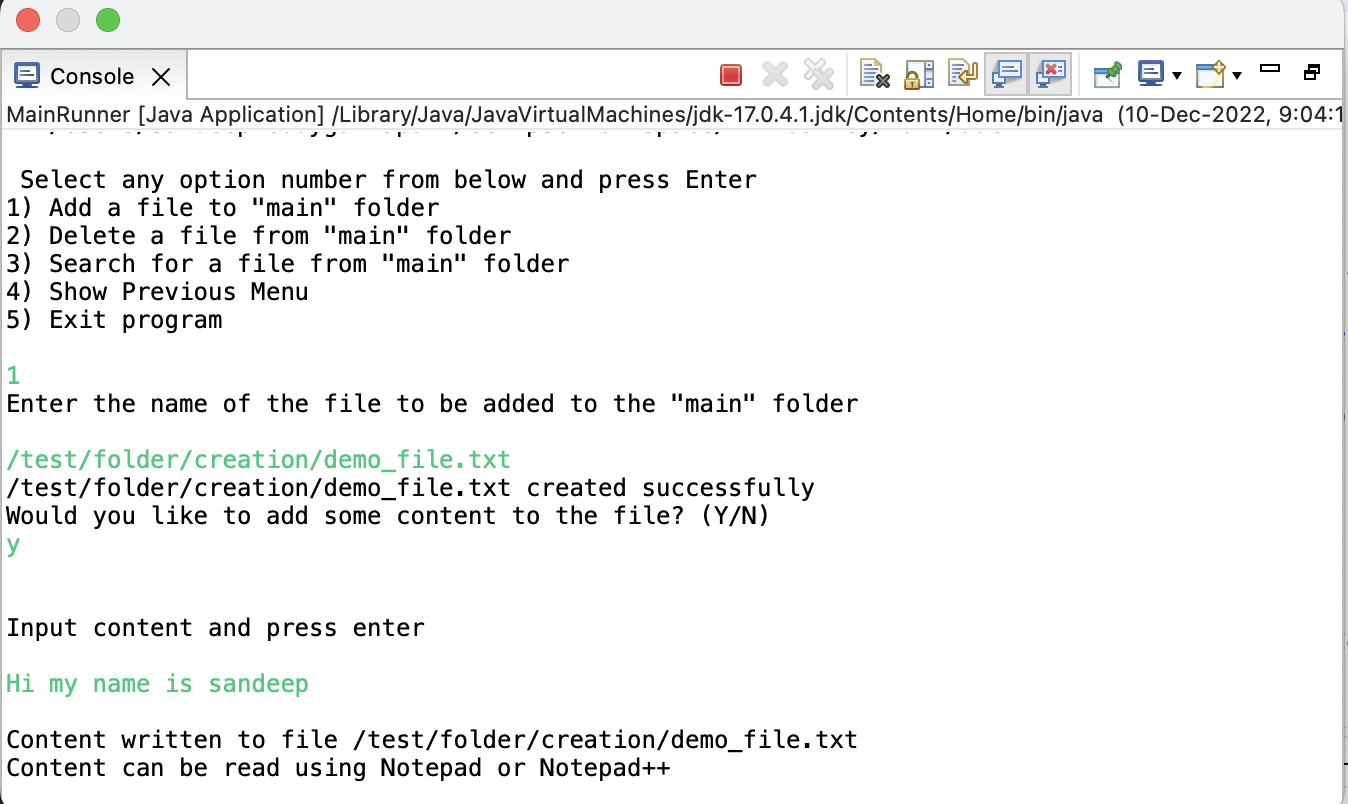 Console
MainRunner [Java Application] /Library/Java/JavaVirtualMachines/jdk-17.0.4.1.jdk/Contents/Home/bin/java (10-Dec-2022, 9:04:1
Select any option number from below and press Enter
1) Add a file to "main" folder
2) Delete a file from "main" folder
3) Search for a file from "main" folder
4) Show Previous Menu
5) Exit program
1
Enter the name of the file to be added to the "main" folder
/test/folder/creation/demo_file.txt
/test/folder/creation/demo_file.txt created successfully
Would you like to add some content to the file? (Y/N)
y
Input content and press enter
Hi my name is sandeep
Content written to file /test/folder/creation/demo_file.txt
Content can be read using Notepad or Notepad++